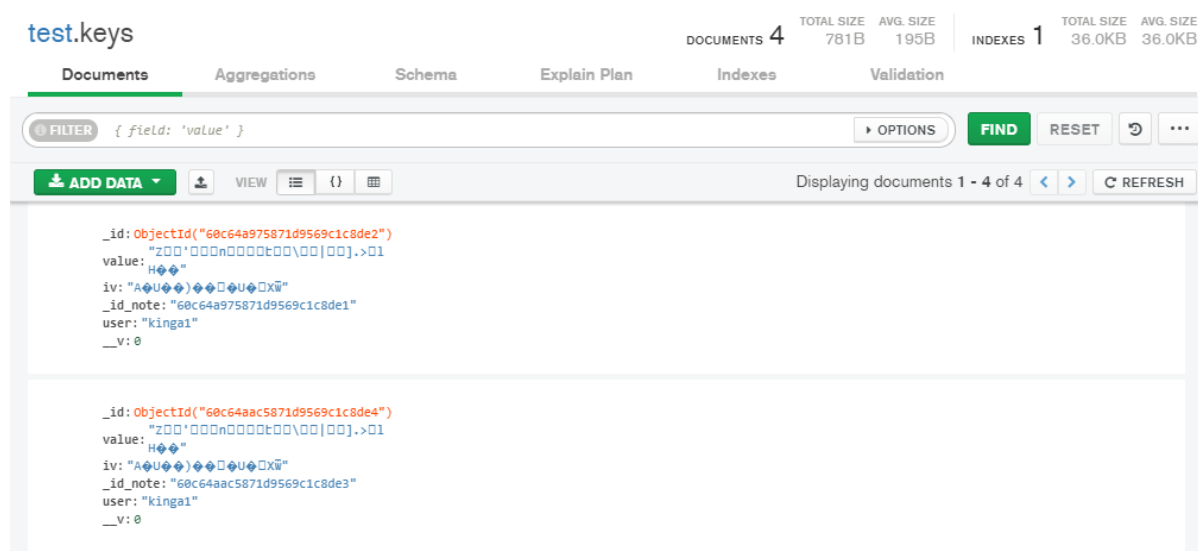 test.keys
DOCUMENTS 4 TOTAL SIZE 781B AVG. SIZE 195B INDEXES 1 TOTAL SIZE 36.0KB AVG. SIZE 36.0KB
Documents Aggregations Schema Explain Plan Indexes Validation
FILTER { field: 'value' } OPTIONS FIND RESET
ADD DATA VIEW {} Displaying documents 1 - 4 of 4 REFRESH
_id: ObjectId("60c64a975871d9569c1c8de2")
value: "Z□□'□□□n□□□□t□□\□□|□□].>□l
H��"
iv: "A�U��)��□�U�□XW̄"
_id_note: "60c64a975871d9569c1c8de1"
user: "kinga1"
__v: 0
_id: ObjectId("60c64aac5871d9569c1c8de4")
value: "Z□□'□□□n□□□□t□□\□□|□□].>□l
H��"
iv: "A�U��)��□�U�□XW̄"
_id_note: "60c64aac5871d9569c1c8de3"
user: "kinga1"
__v: 0